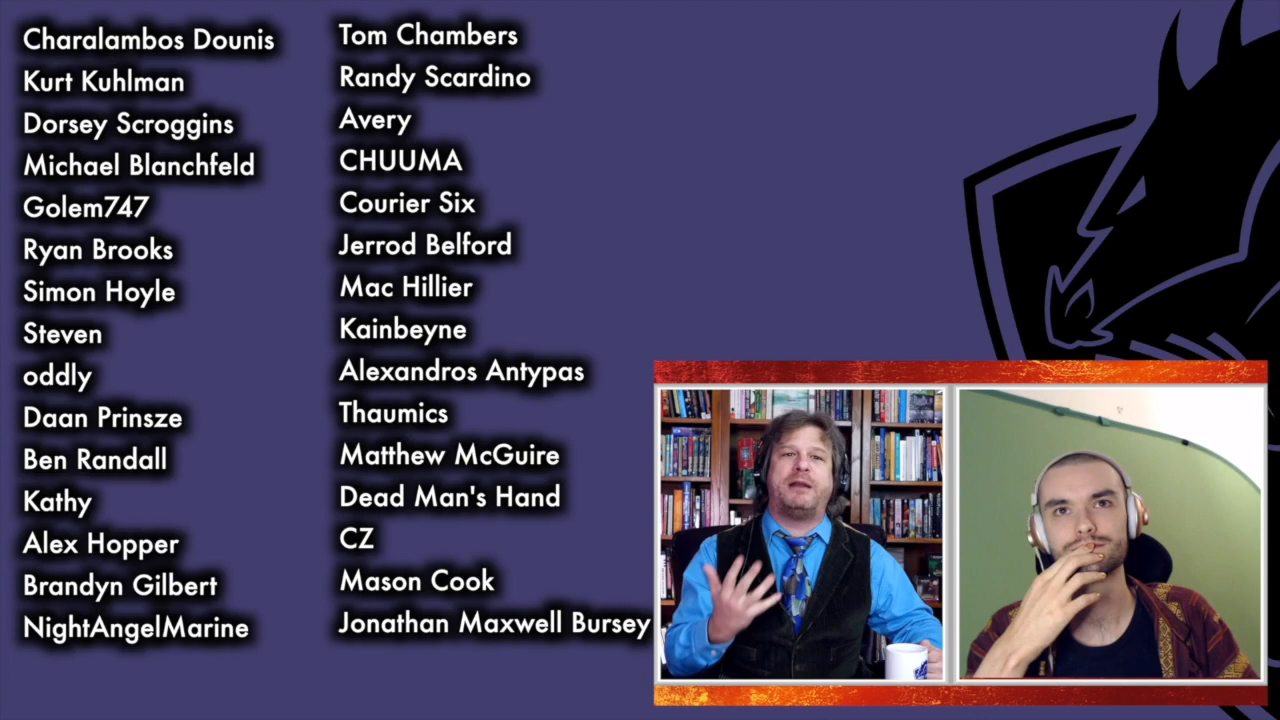 Charalambos Dounis
Kurt Kuhlman
Dorsey Scroggins
Michael Blanchfeld
Golem747
Ryan Brooks
Simon Hoyle
Steven
oddly
Daan Prinsze
Ben Randall
Kathy
Alex Hopper
Brandyn Gilbert
NightAngelMarine
Tom Chambers
Randy Scardino
Avery
CHUUMA
Courier Six
Jerrod Belford
Mac Hillier
Kainbeyne
Alexandros Antypas
Thaumics
Matthew McGuire
Dead Man's Hand
CZ
Mason Cook
Jonathan Maxwell Bursey